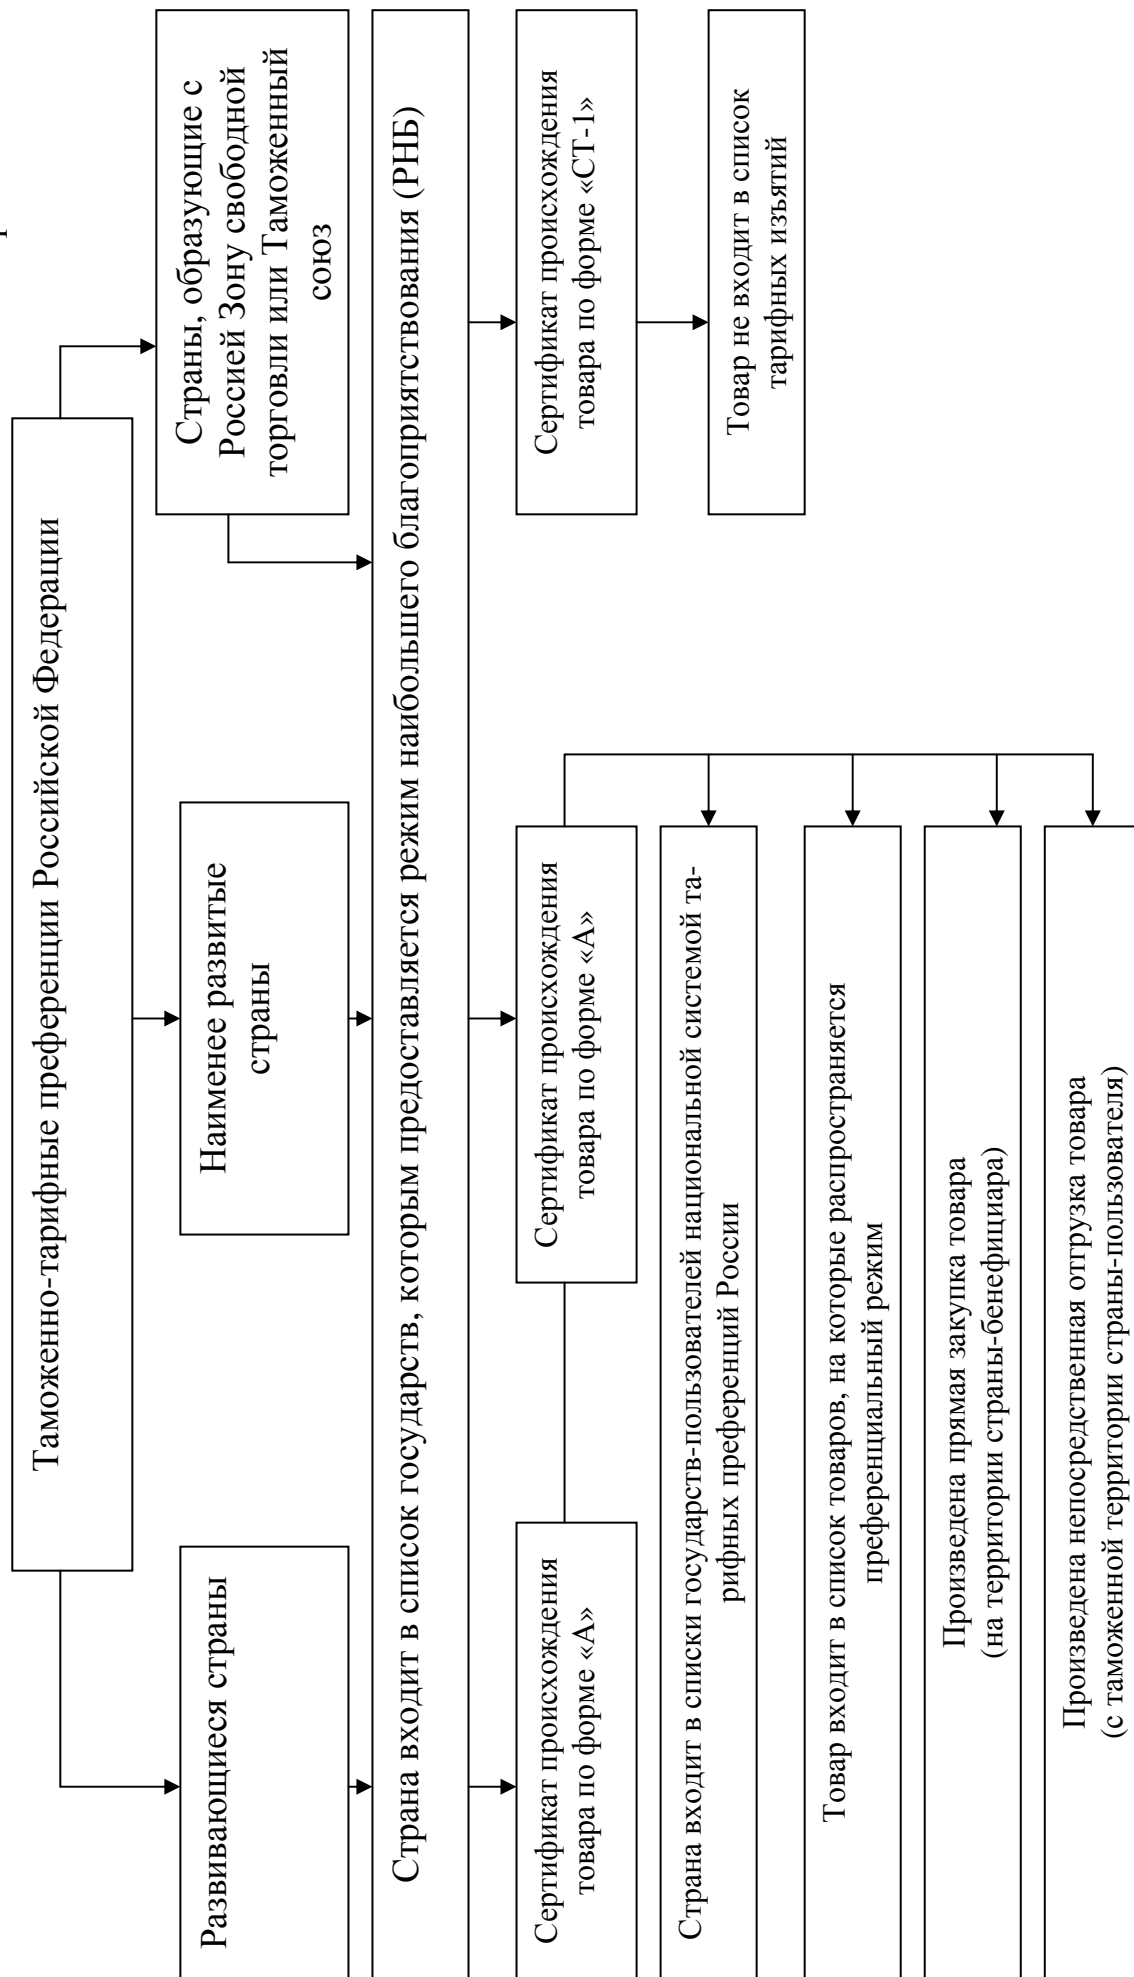 Таможенно-тарифные преференции Российской Федерации
Развивающиеся страны
Наименее развитые
страны
Страны, образующие с
Россией Зону свободной
торговли или Таможенный
союз
Страна входит в список государств, которым предоставляется режим наибольшего благоприятствования (РНБ)
Сертификат происхождения
товара по форме «А»
Сертификат происхождения
товара по форме «А»
Сертификат происхождения
товара по форме «СТ-1»
Страна входит в списки государств-пользователей национальной системой та-
рифных преференций России
Товар не входит в список
тарифных изъятий
Товар входит в список товаров, на которые распространяется
преференциальный режим
Произведена прямая закупка товара
(на территории страны-бенефициара)
Произведена непосредственная отгрузка товара
(с таможенной территории страны-пользователя)